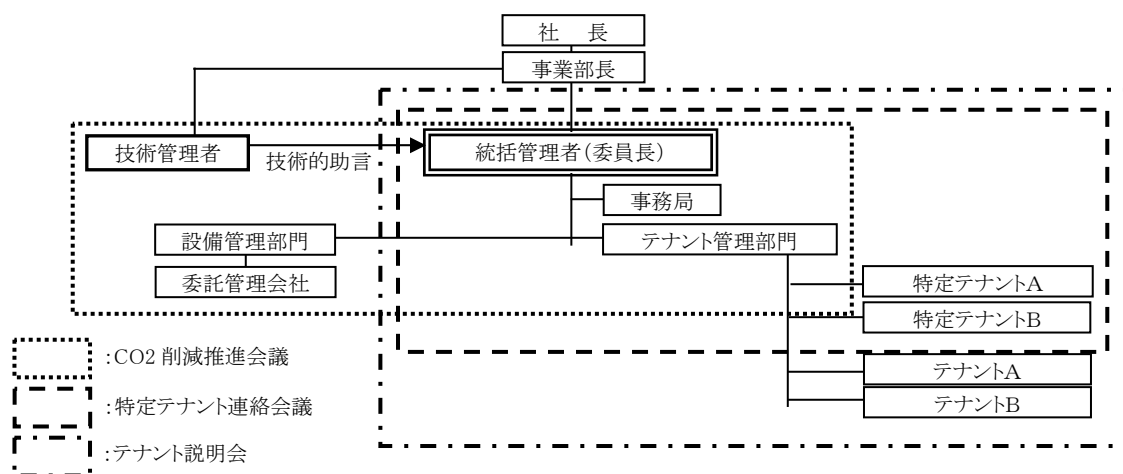 社　長
事業部長
技術管理者
技術的助言
統括管理者(委員長)
事務局
設備管理部門
テナント管理部門
委託管理会社
特定テナントA
特定テナントB
:CO2 削減推進会議
テナントA
:特定テナント連絡会議
テナントB
:テナント説明会